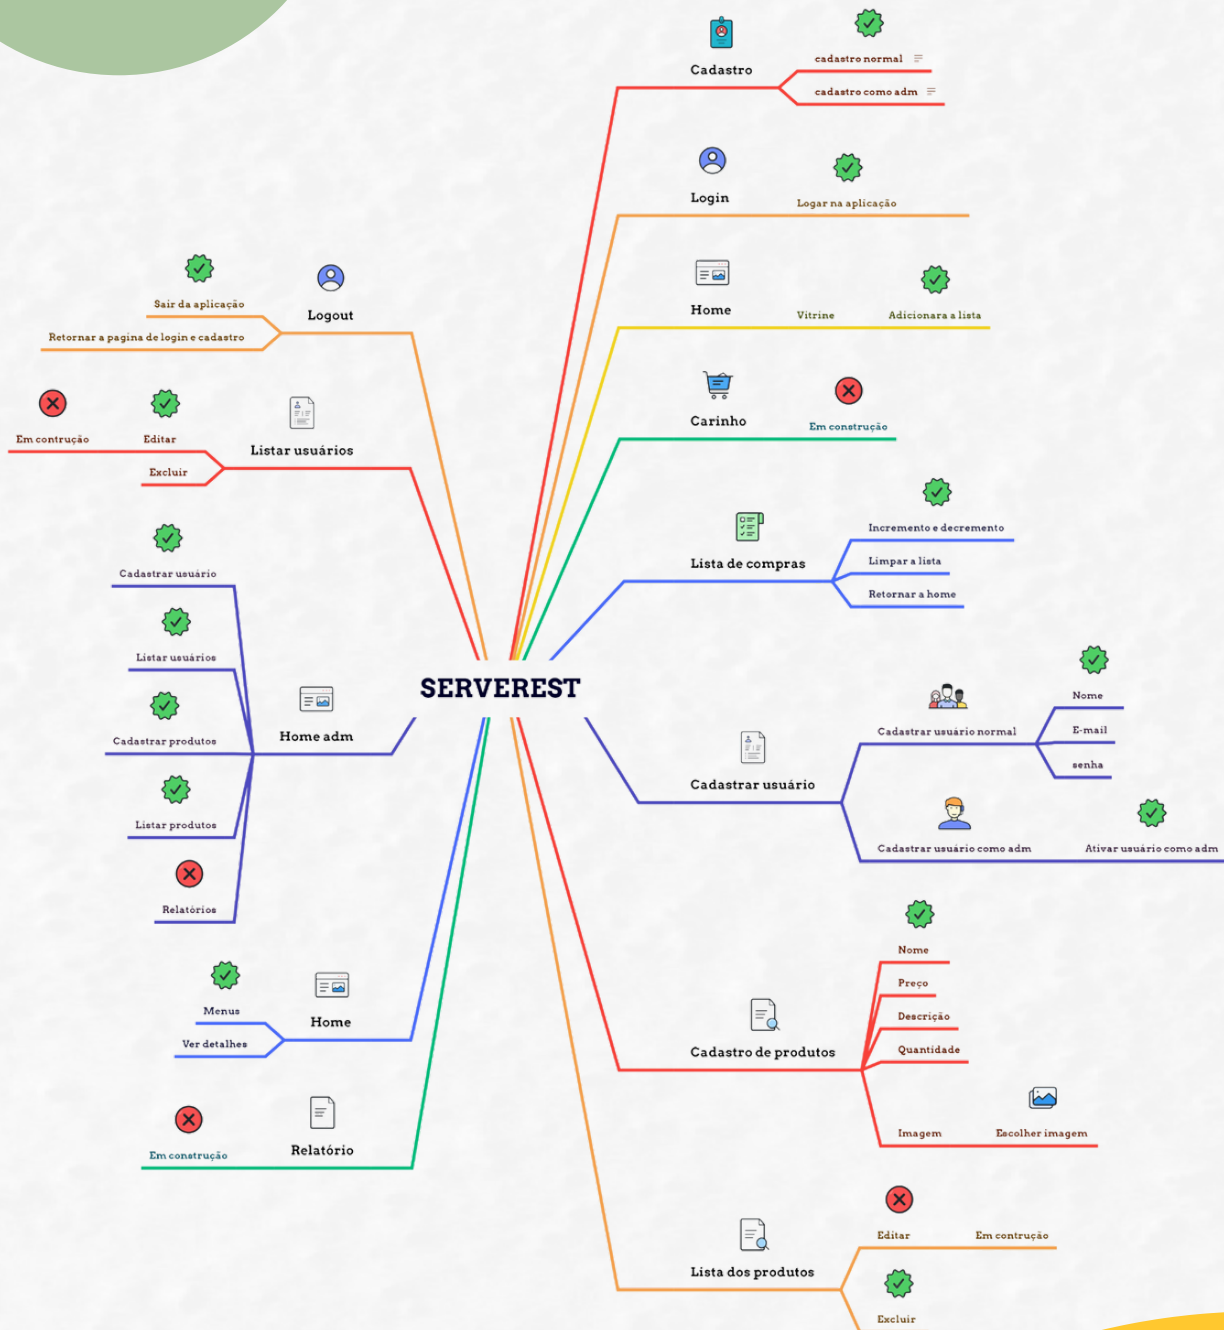 SERVEREST
Cadastro
cadastro normal
cadastro como adm
Login
Logar na aplicação
Home
Vitrine
Adicionara a lista
Carinho
Em construção
Lista de compras
Incremento e decremento
Limpar a lista
Retornar a home
Cadastrar usuário
Cadastrar usuário normal
Nome
E-mail
senha
Cadastrar usuário como adm
Ativar usuário como adm
Cadastro de produtos
Nome
Preço
Descrição
Quantidade
Imagem
Escolher imagem
Lista dos produtos
Editar
Em contrução
Excluir
Logout
Sair da aplicação
Retornar a pagina de login e cadastro
Listar usuários
Editar
Em contrução
Excluir
Home adm
Cadastrar usuário
Listar usuários
Cadastrar produtos
Listar produtos
Relatórios
Home
Menus
Ver detalhes
Relatório
Em construção